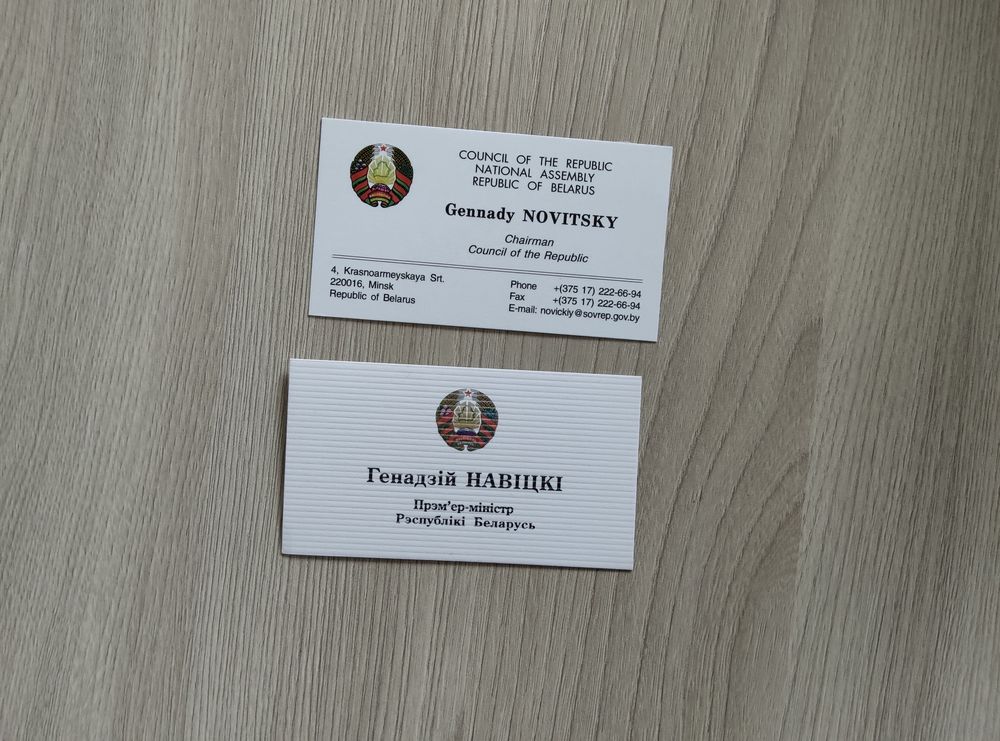 COUNCIL OF THE REPUBLIC
NATIONAL ASSEMBLY
REPUBLIC OF BELARUS
Gennady NOVITSKY
Chairman
Council of the Republic
4, Krasnoarmeyskaya Srt.
220016, Minsk
Republic of Belarus
Phone +(375 17) 222-66-94
Fax +(375 17) 222-66-94
E-mail: novickiy@sovrep.gov.by
Генадзій НАВІЦКІ
Прэм'ер-міністр
Рэспублікі Беларусь